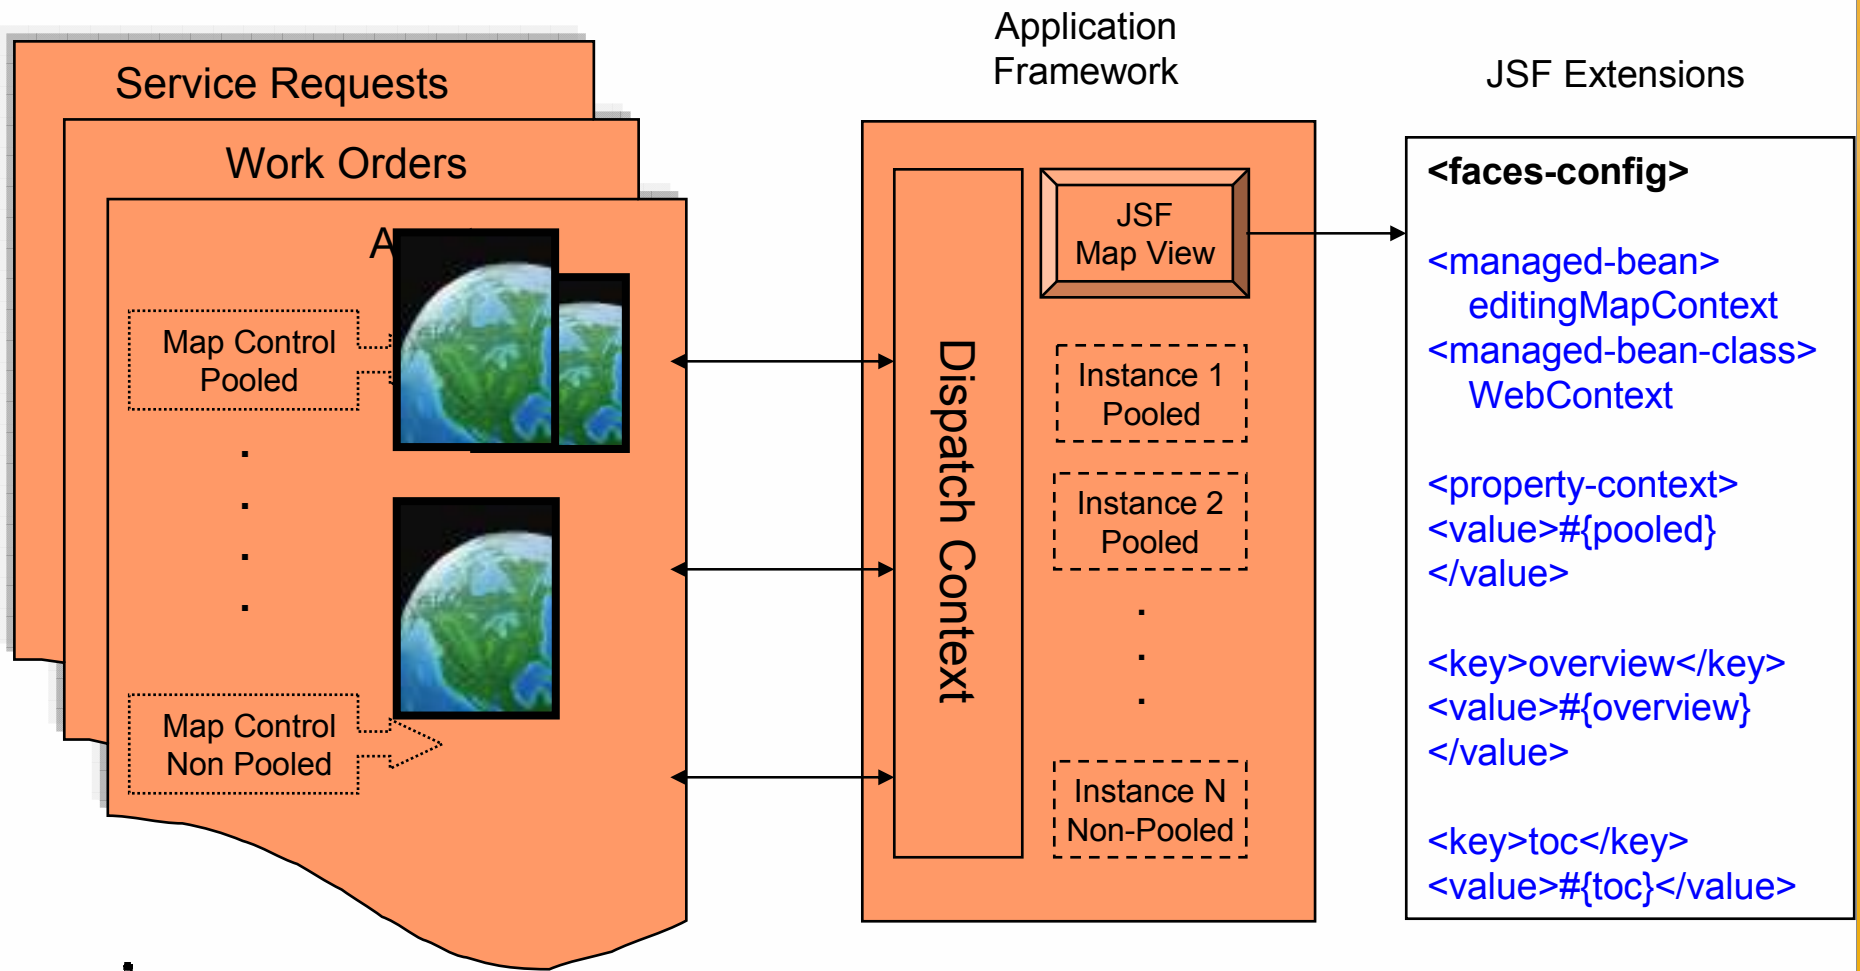 Service Requests
Work Orders
A
Map Control
Pooled
.
.
.
.
Map Control
Non Pooled
Application
Framework
Dispatch Context
JSF
Map View
Instance 1
Pooled
Instance 2
Pooled
.
.
.
Instance N
Non-Pooled
JSF Extensions
<faces-config>
<managed-bean>
editingMapContext
<managed-bean-class>
WebContext
<property-context>
<value>#{pooled}
</value>
<key>overview</key>
<value>#{overview}
</value>
<key>toc</key>
<value>#{toc}</value>